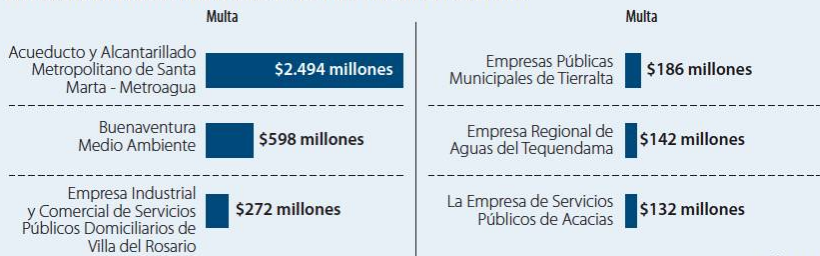 Multa
Acueducto y Alcantarillado
Metropolitano de Santa
Marta - Metroagua
$2.494 millones
Buenaventura
Medio Ambiente
$598 millones
Empresa Industrial
y Comercial de Servicios
Públicos Domiciliarios de
Villa del Rosario
$272 millones
Multa
Empresas Públicas
Municipales de Tierralta
$186 millones
Empresa Regional de
Aguas del Tequendama
$142 millones
La Empresa de Servicios
Públicos de Acacias
$132 millones